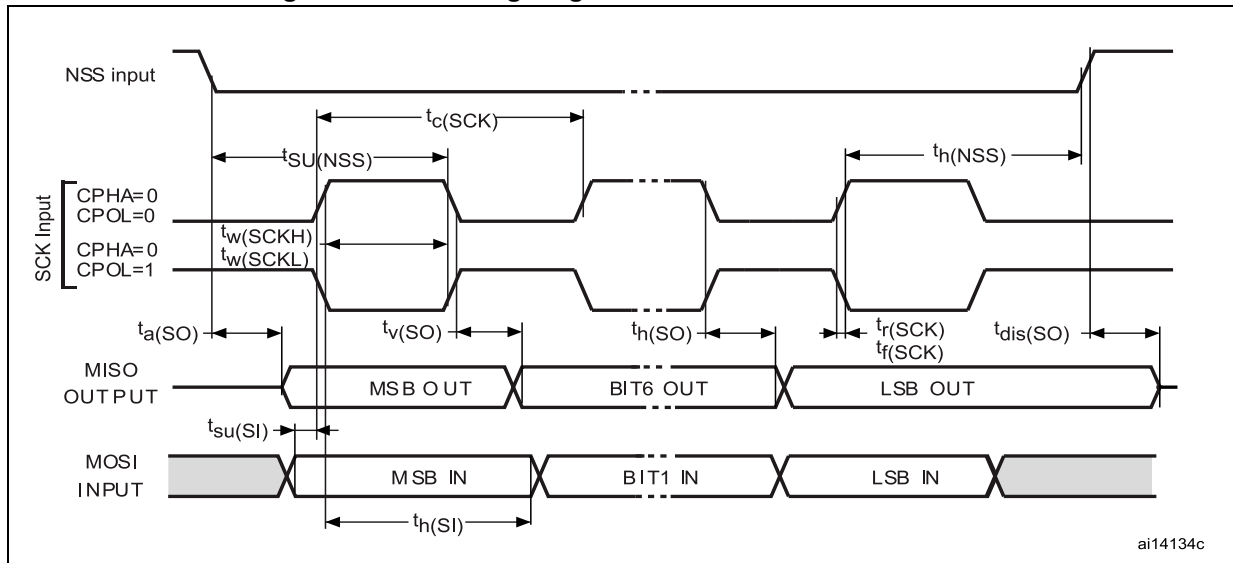 NSS input
tc(SCK)
tSU(NSS)
th(NSS)
SCK Input
CPHA=0
CPOL=0
tw(SCKH)
CPHA=0
tw(SCKL)
CPOL=1
ta(SO)
tv(SO)
th(SO)
tr(SCK)
tf(SCK)
tdis(SO)
MISO
OUTPUT
MSB OUT
BIT6 OUT
LSB OUT
tsu(SI)
MOSI
INPUT
MSB IN
BIT1 IN
LSB IN
th(SI)
ai14134c